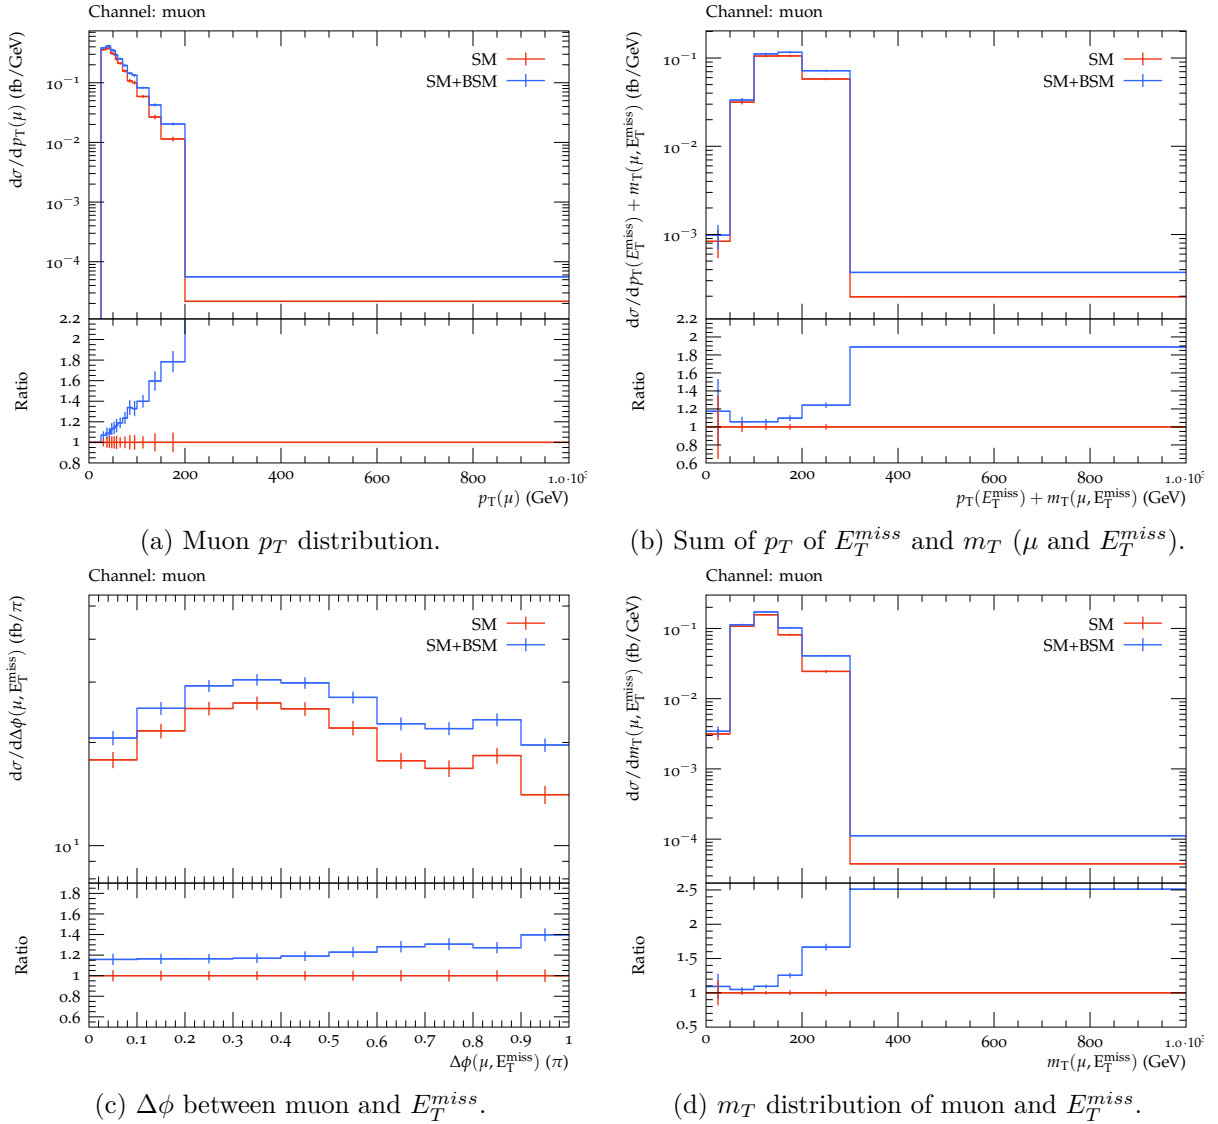 Channel: muon
dσ/dp_T(μ) (fb/GeV)
SM
SM+BSM
10⁻¹
10⁻²
10⁻³
10⁻⁴
Ratio
2.2
2
1.8
1.6
1.4
1.2
1
0.8
0 200 400 600 800 1.0·10³
p_T(μ) (GeV)
(a) Muon p_T distribution.
Channel: muon
dσ/dp_T(E_T^miss) + m_T(μ, E_T^miss) (fb/GeV)
SM
SM+BSM
10⁻¹
10⁻²
10⁻³
Ratio
2.2
2
1.8
1.6
1.4
1.2
1
0.8
0.6
0 200 400 600 800
p_T(E_T^miss) + m_T(μ, E_T^miss) (GeV)
(b) Sum of p_T of E_T^miss and m_T (μ and E_T^miss).
Channel: muon
dσ/dΔϕ(μ, E_T^miss) (fb/π)
SM
SM+BSM
10¹
Ratio
1.8
1.6
1.4
1.2
1
0.8
0.6
0 0.1 0.2 0.3 0.4 0.5 0.6 0.7 0.8 0.9 1
Δϕ(μ, E_T^miss) (π)
(c) Δϕ between muon and E_T^miss.
Channel: muon
dσ/dm_T(μ, E_T^miss) (fb/GeV)
SM
SM+BSM
10⁻¹
10⁻²
10⁻³
10⁻⁴
Ratio
2.5
2
1.5
1
0.5
0 200 400 600 800
m_T(μ, E_T^miss) (GeV)
(d) m_T distribution of muon and E_T^miss.